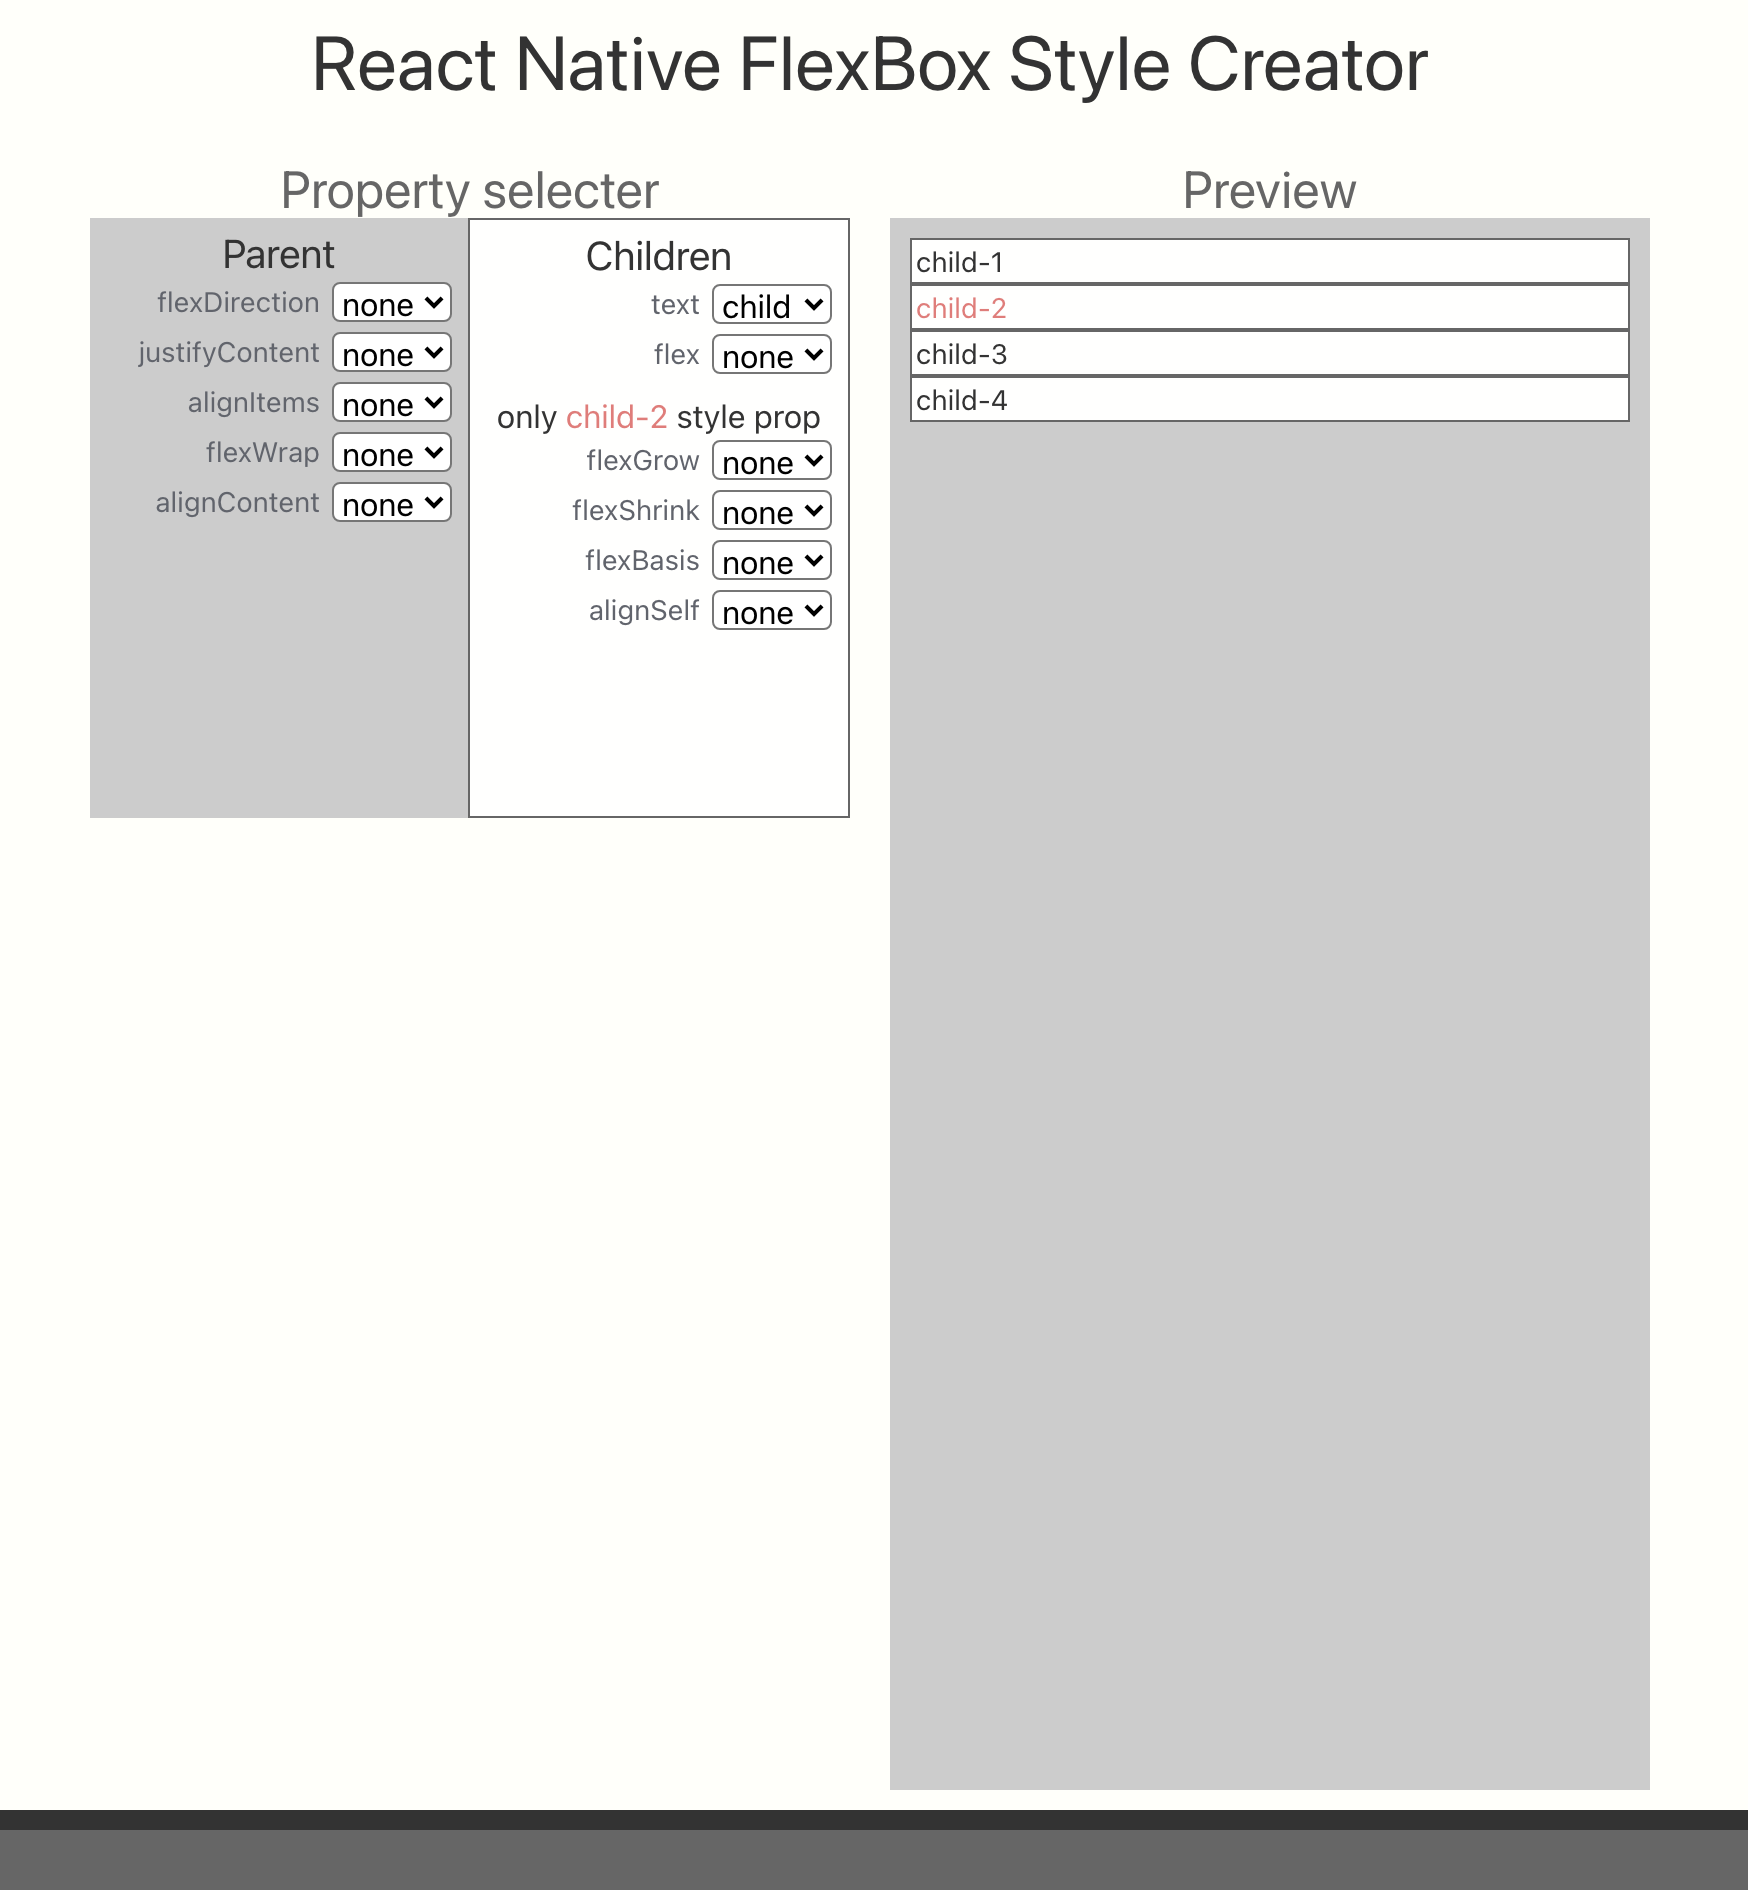 React Native FlexBox Style Creator
Property selecter
Parent
flexDirection none
justifyContent none
alignItems none
flexWrap none
alignContent none
Children
text child
flex none
only child-2 style prop
flexGrow none
flexShrink none
flexBasis none
alignSelf none
Preview
child-1
child-2
child-3
child-4